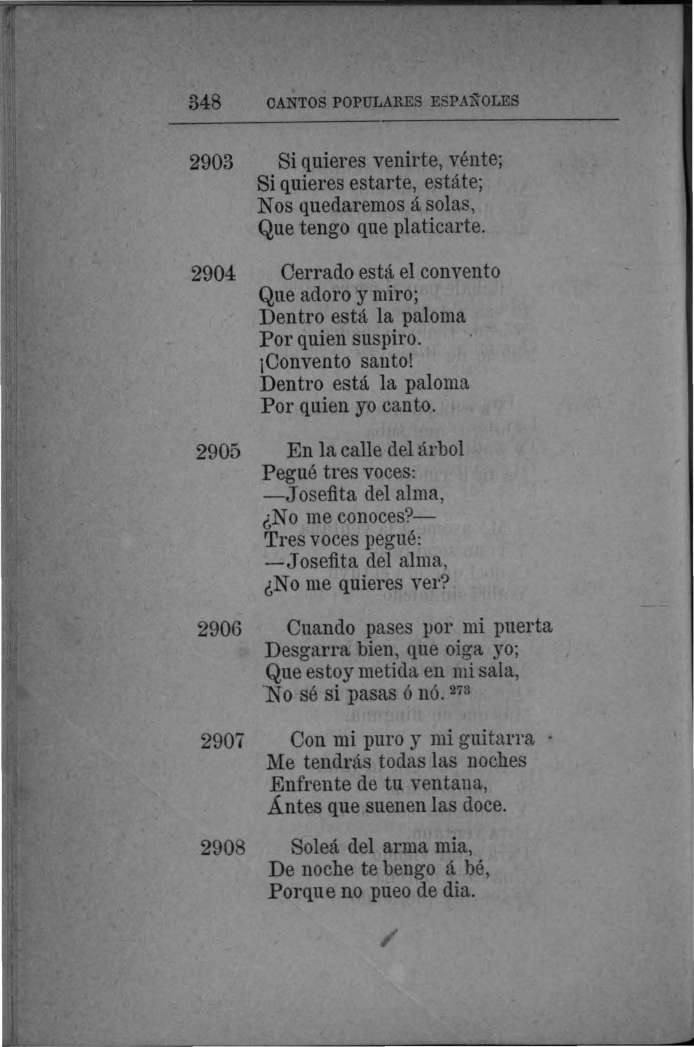 348 CANTOS POPULARES ESPAÑOLES
2903 Si quieres venirte, vénte;
Si quieres estarte, estáte;
Nos quedaremos á solas,
Que tengo que platicarte.
2904 Cerrado está el convento
Que adoro y miro;
Dentro está la paloma
Por quien suspiro.
¡Convento santo!
Dentro está la paloma
Por quien yo canto.
2905 En la calle del árbol
Pegué tres voces:
—Josefita del alma,
¿No me conoces?—
Tres voces pegué:
—Josefita del alma,
¿No me quieres ver?
2906 Cuando pases por mi puerta
Desgarra bien, que oiga yo;
Que estoy metida en mi sala,
No sé si pasas ó nó. 273
2907 Con mi puro y mi guitarra
Me tendrás todas las noches
Enfrente de tu ventana,
Ántes que suenen las doce.
2908 Soleá del arma mia,
De noche te bengo á bé,
Porque no pueo de dia.